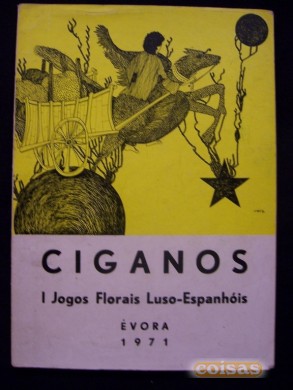 CIGANOS
I Jogos Florais Luso-Espanhóis
ÉVORA
1971
coisas